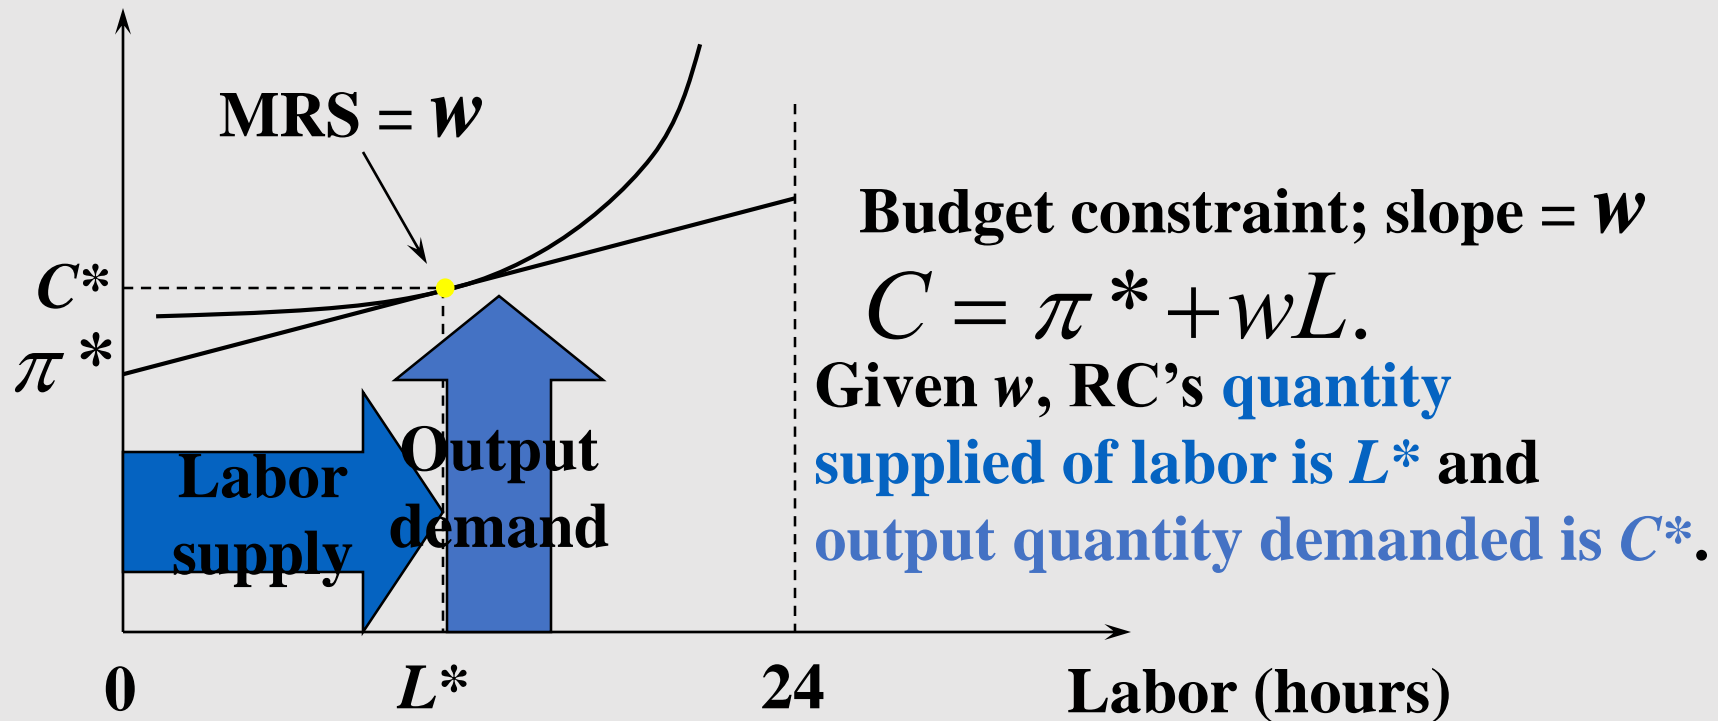 MRS = w
Budget constraint; slope = w
C*
C = π * + wL.
π *
Given w, RC’s quantity
supplied of labor is L* and
output quantity demanded is C*.
Labor
supply
Output
demand
0
L*
24
Labor (hours)